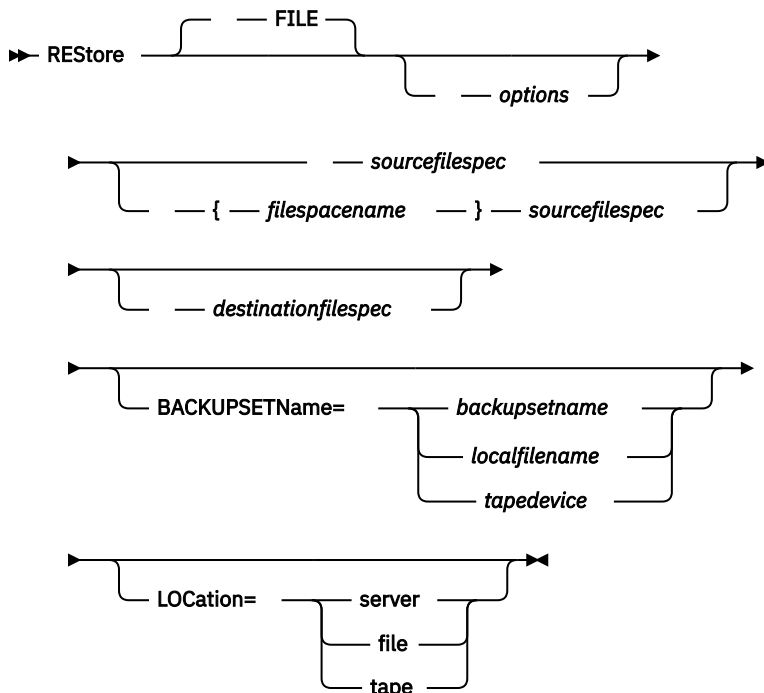 FILE
REStore
options
sourcefilespec
{ filespacename } sourcefilespec
destinationfilespec
BACKUPSETName= backupsetname
localfilename
tapedevice
LOCation= server
file
tape